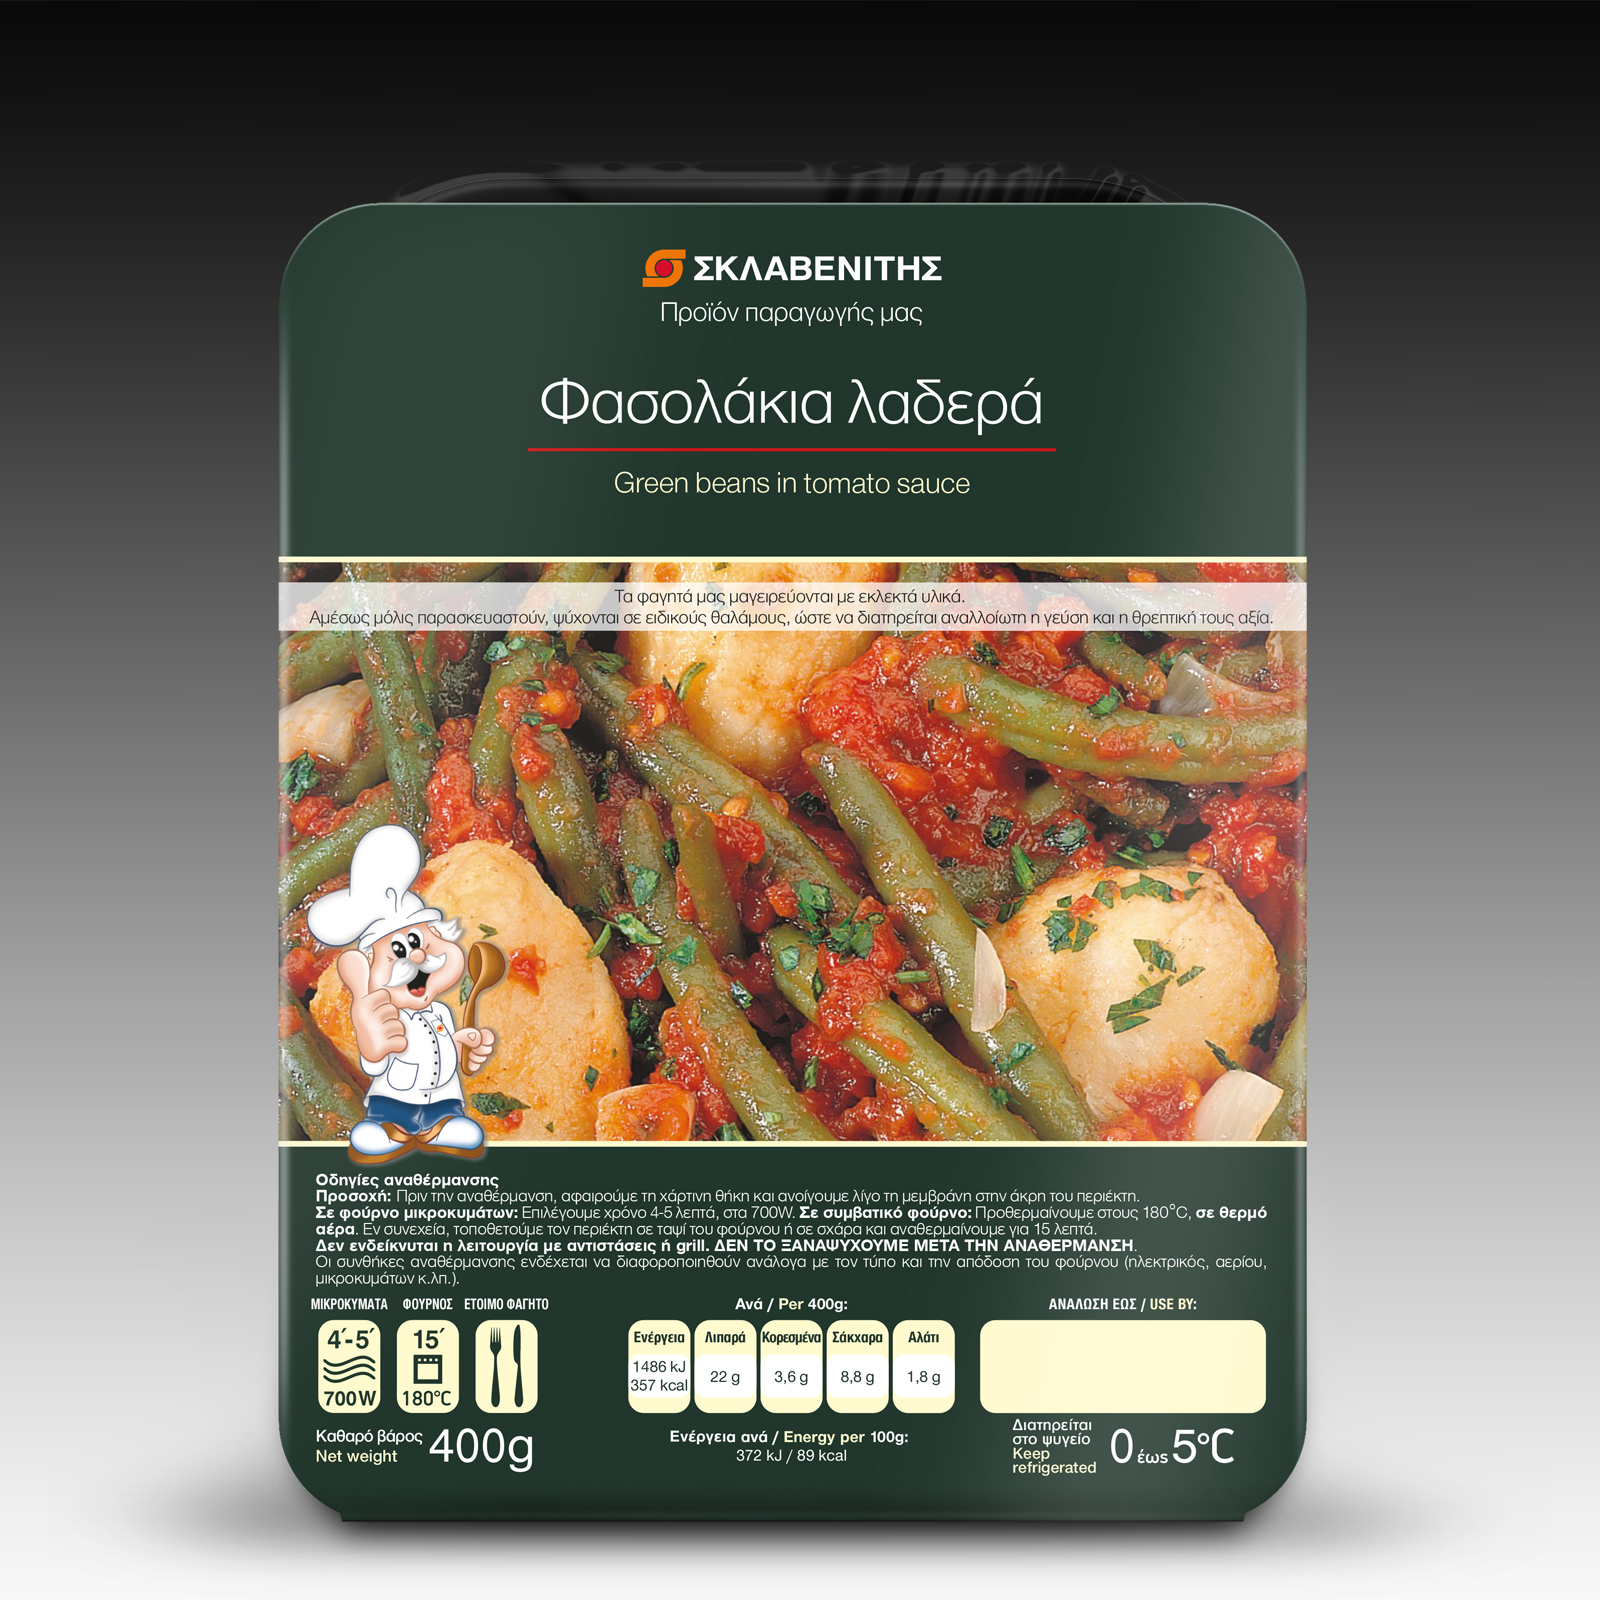 ΣΚΛΑΒΕΝΙΤΗΣ
Προϊόν παραγωγής μας
Φασολάκια λαδερά
Green beans in tomato sauce
Τα φαγητά μας μαγειρεύονται με εκλεκτά υλικά.
Αμέσως μόλις παρασκευαστούν, ψύχονται σε ειδικούς θαλάμους, ώστε να διατηρείται αναλλοίωτη η γεύση και η θρεπτική τους αξία.
Οδηγίες αναθέρμανσης
Προσοχή: Πριν την αναθέρμανση, αφαιρούμε τη χάρτινη θήκη και ανοίγουμε λίγο τη μεμβράνη στην άκρη του περιέκτη.
Σε φούρνο μικροκυμάτων: Επιλέγουμε χρόνο 4-5 λεπτά, στα 700W. Σε συμβατικό φούρνο: Προθερμαίνουμε στους 180°C, σε θερμό
αέρα. Εν συνεχεία, τοποθετούμε τον περιέκτη σε ταψί του φούρνου ή σε σχάρα και αναθερμαίνουμε για 15 λεπτά.
Δεν ενδείκνυται η λειτουργία με αντιστάσεις ή grill. ΔΕΝ ΤΟ ΞΑΝΑΨΥΧΟΥΜΕ ΜΕΤΑ ΤΗΝ ΑΝΑΘΕΡΜΑΝΣΗ.
Οι συνθήκες αναθέρμανσης ενδέχεται να διαφοροποιηθούν ανάλογα με τον τύπο και την απόδοση του φούρνου (ηλεκτρικός, αερίου,
μικροκυμάτων κ.λπ.).
ΜΙΚΡΟΚΥΜΑΤΑ ΦΟΥΡΝΟΣ ΕΤΟΙΜΟ ΦΑΓΗΤΟ
4΄-5΄ 15΄
700W 180°C
Καθαρό βάρος
Net weight
400g
Ανά / Per 400g:
Ενέργεια Λιπαρά Κορεσμένα Σάκχαρα Αλάτι
1486 kJ
357 kcal
22 g 3,6 g 8,8 g 1,8 g
Ενέργεια ανά / Energy per 100g:
372 kJ / 89 kcal
ΑΝΑΛΩΣΗ ΕΩΣ / USE BY:
Διατηρείται
στο ψυγείο
Keep
refrigerated
0 έως 5°C